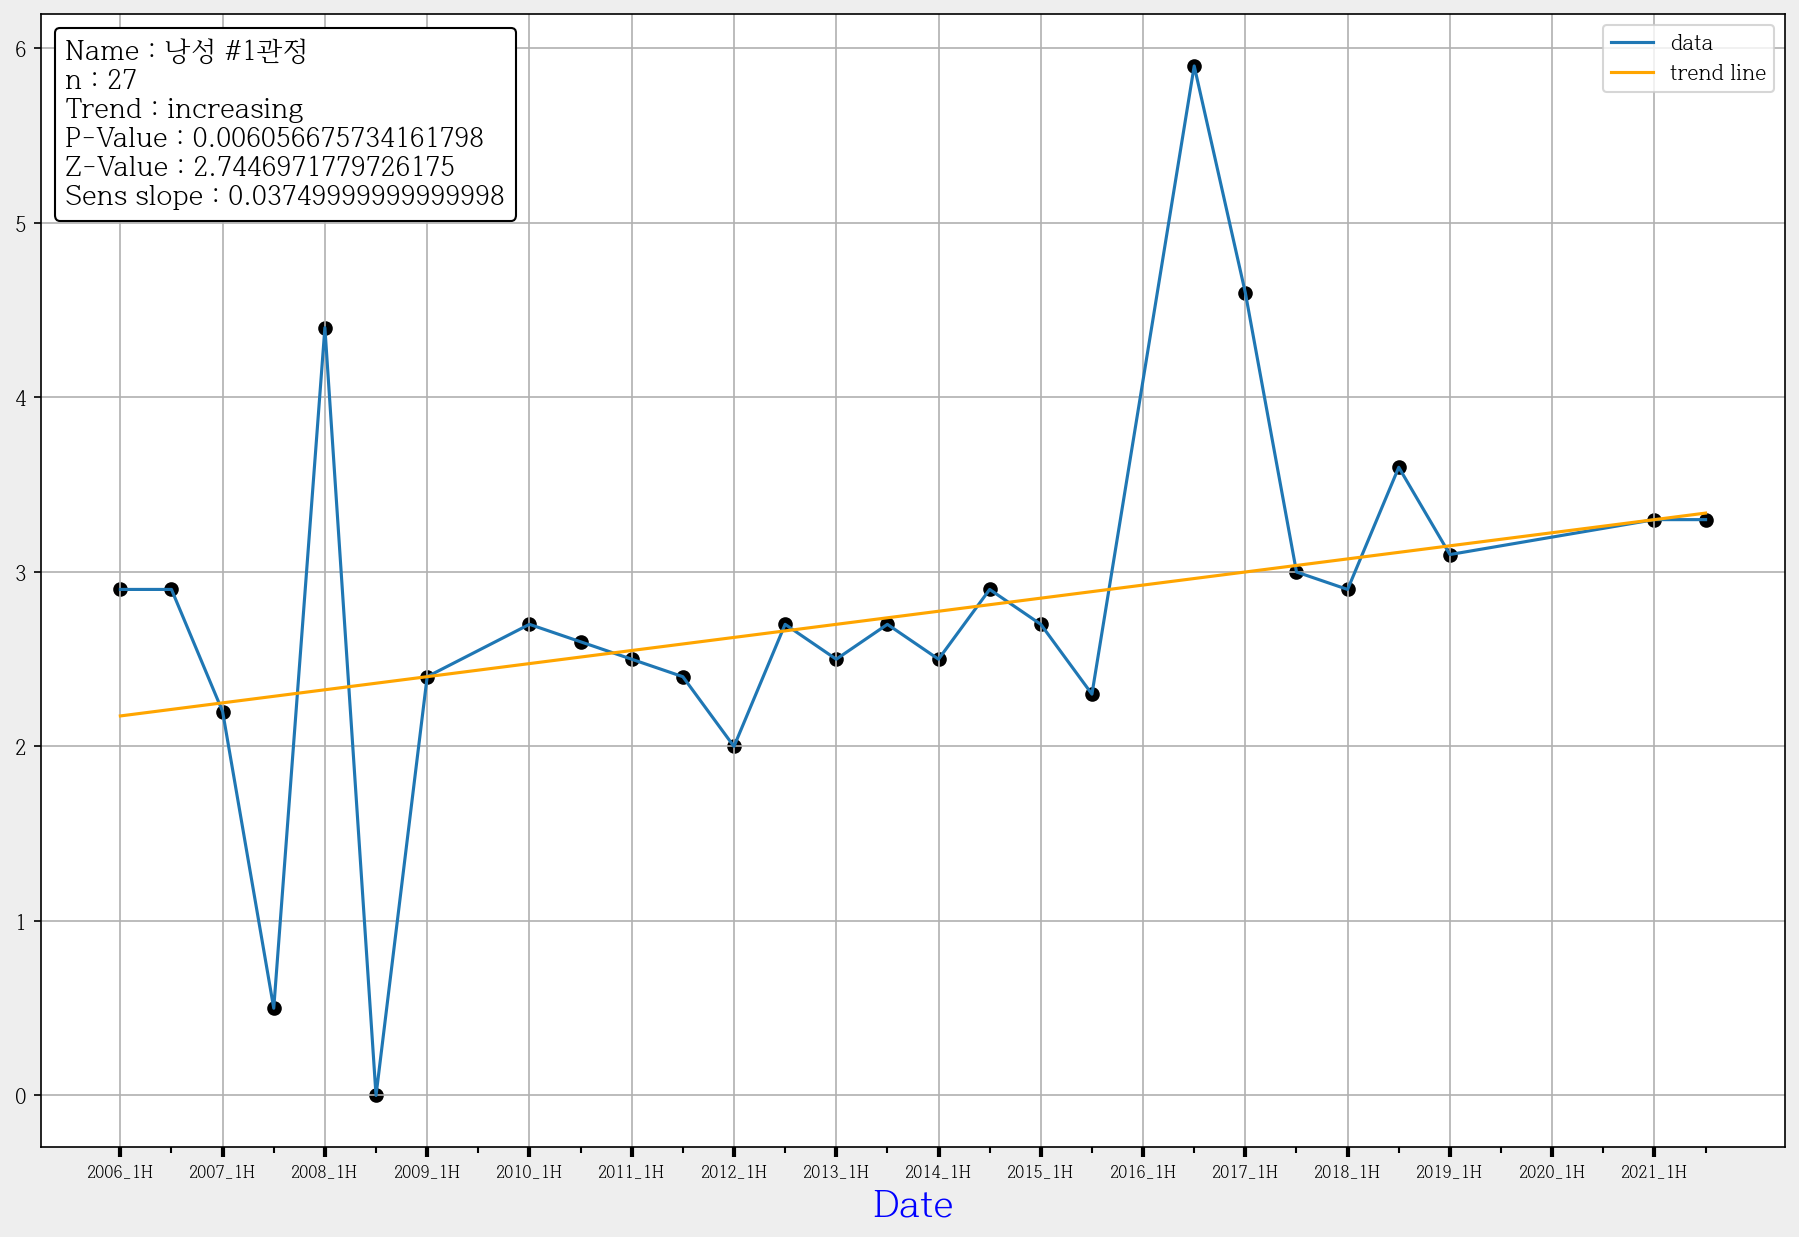 Name : 낭성 #1관정
n : 27
Trend : increasing
P-Value : 0.006056675734161798
Z-Value : 2.7446971779726175
Sens slope : 0.03749999999999998
data
trend line
6
5
4
3
2
1
0
2006_1H 2007_1H 2008_1H 2009_1H 2010_1H 2011_1H 2012_1H 2013_1H 2014_1H 2015_1H 2016_1H 2017_1H 2018_1H 2019_1H 2020_1H 2021_1H
Date